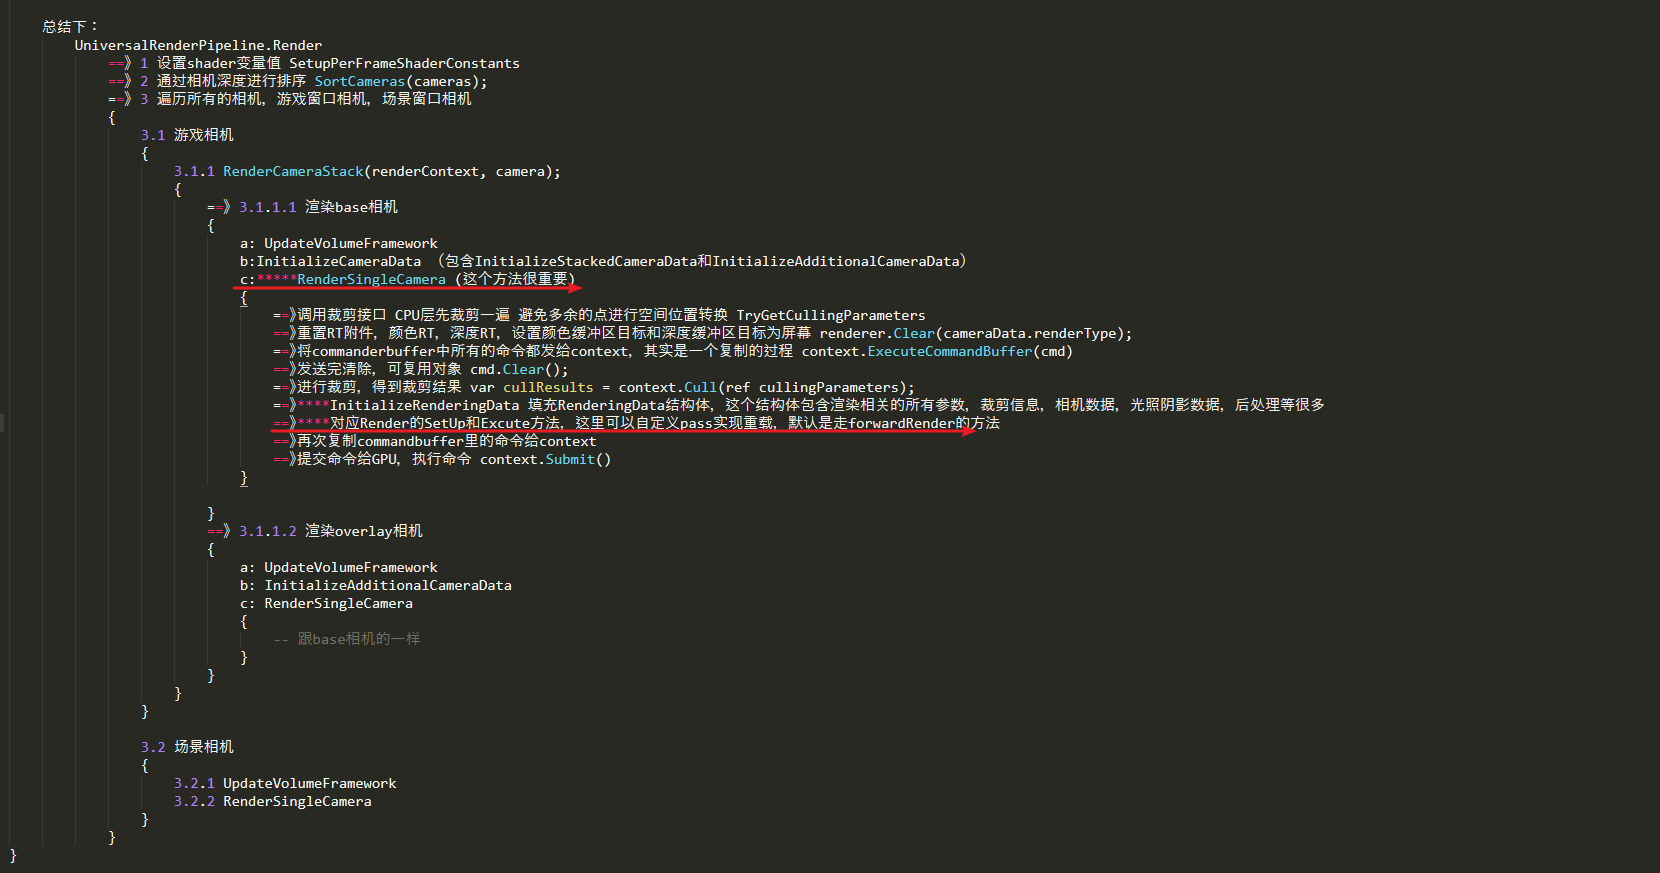 总结下：
UniversalRenderPipeline.Render
==》1 设置shader变量值 SetupPerFrameShaderConstants
==》2 通过相机深度进行排序 SortCameras(cameras);
==》3 遍历所有的相机，游戏窗口相机，场景窗口相机
{
3.1 游戏相机
{
3.1.1 RenderCameraStack(renderContext, camera);
{
==》3.1.1.1 渲染base相机
{
a: UpdateVolumeFramework
b:InitializeCameraData （包含InitializeStackedCameraData和InitializeAdditionalCameraData）
c:*****RenderSingleCamera (这个方法很重要)
{
==》调用裁剪接口 CPU层先裁剪一遍 避免多余的点进行空间位置转换 TryGetCullingParameters
==》重置RT附件，颜色RT，深度RT，设置颜色缓冲区目标和深度缓冲区目标为屏幕 renderer.Clear(cameraData.renderType);
==》将commanderbuffer中所有的命令都发给context，其实是一个复制的过程 context.ExecuteCommandBuffer(cmd)
==》发送完清除，可复用对象 cmd.Clear();
==》进行裁剪，得到裁剪结果 var cullResults = context.Cull(ref cullingParameters);
==》****InitializeRenderingData 填充RenderingData结构体，这个结构体包含渲染相关的所有参数，裁剪信息，相机数据，光照阴影数据，后处理等很多
==》****对应Render的SetUp和Excute方法，这里可以自定义pass实现重载，默认是走forwardRender的方法
==》再次复制commandbuffer里的命令给context
==》提交命令给GPU，执行命令 context.Submit()
}
}
==》3.1.1.2 渲染overlay相机
{
a: UpdateVolumeFramework
b: InitializeAdditionalCameraData
c: RenderSingleCamera
{
-- 跟base相机的一样
}
}
}
}
3.2 场景相机
{
3.2.1 UpdateVolumeFramework
3.2.2 RenderSingleCamera
}
}
}